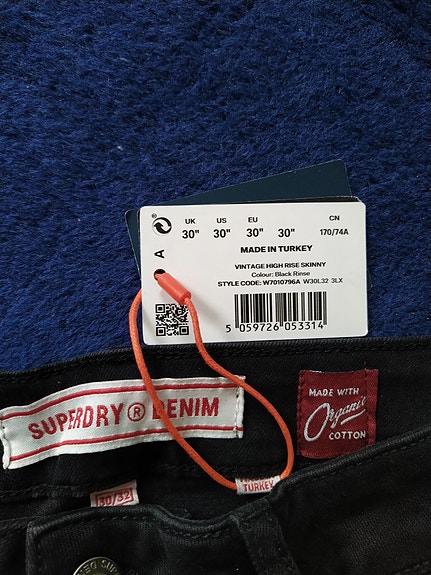 UK US EU CN
30" 30" 30" 30" 170/74A
MADE IN TURKEY
A
VINTAGE HIGH RISE SKINNY
Colour: Black Rinse
STYLE CODE: W7010796A W30L32 3LX
5 059726 053314
SUPERDRY ® DENIM
MADE WITH
Organic
COTTON
30/32
TURKEY